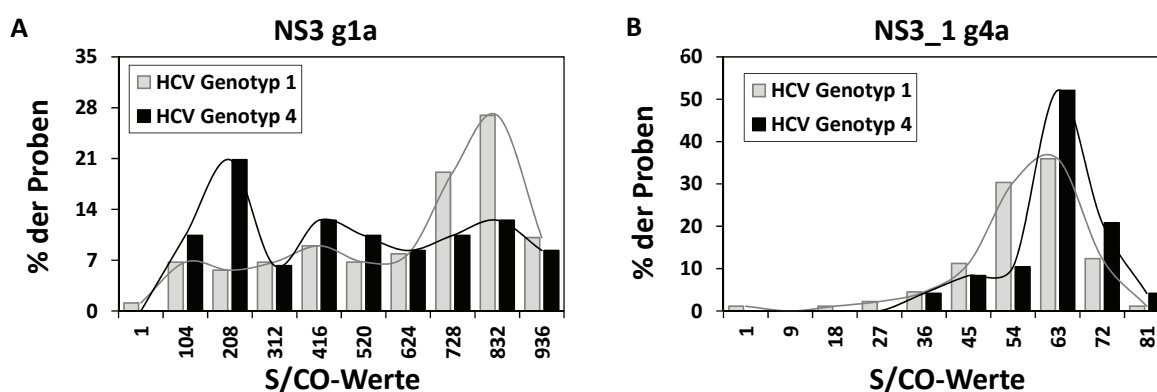 A
NS3 g1a
% der Proben
35
28
21
14
7
0
HCV Genotyp 1
HCV Genotyp 4
1
104
208
312
416
520
624
728
832
936
S/CO-Werte
B
NS3_1 g4a
% der Proben
60
50
40
30
20
10
0
HCV Genotyp 1
HCV Genotyp 4
1
9
18
27
36
45
54
63
72
81
S/CO-Werte